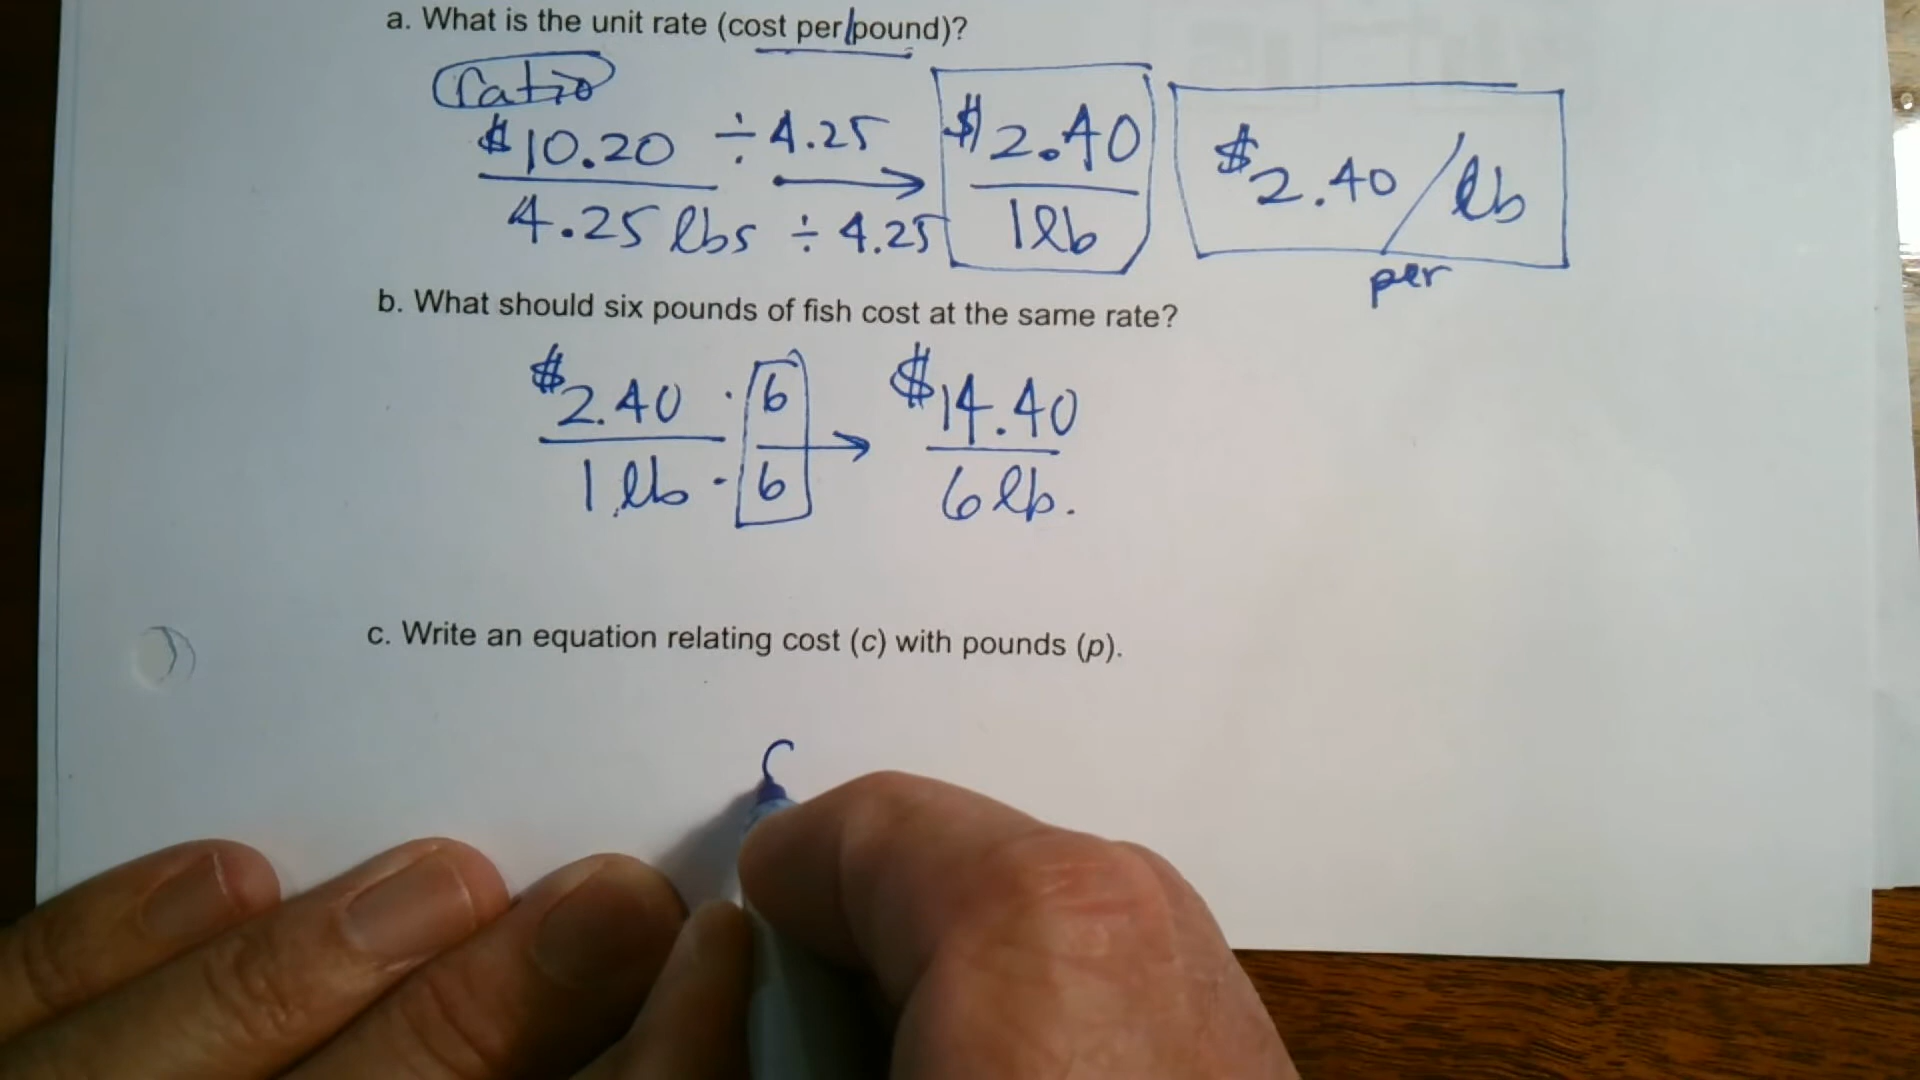 a. What is the unit rate (cost per/pound)?
ratio
$10.20 ÷ 4.25 $2.40 $2.40/lb
4.25 lbs ÷ 4.25 1 lb
per
b. What should six pounds of fish cost at the same rate?
$2.40 · 6 $14.40
1 lb · 6 6 lb.
c. Write an equation relating cost (c) with pounds (p).
C